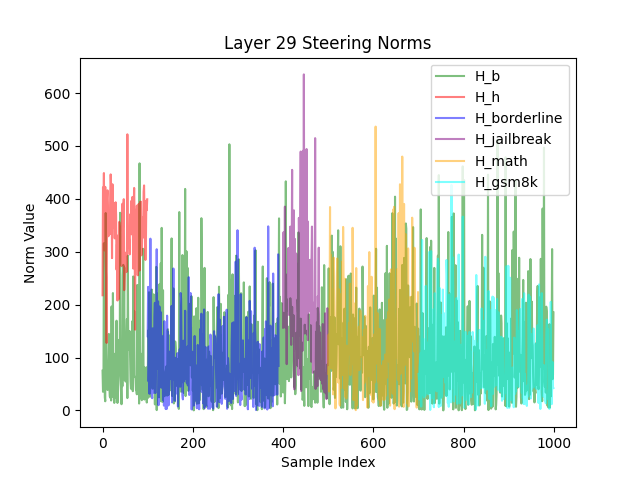 Layer 29 Steering Norms
Norm Value
600
500
400
300
200
100
0
H_b
H_h
H_borderline
H_jailbreak
H_math
H_gsm8k
0 200 400 600 800 1000
Sample Index